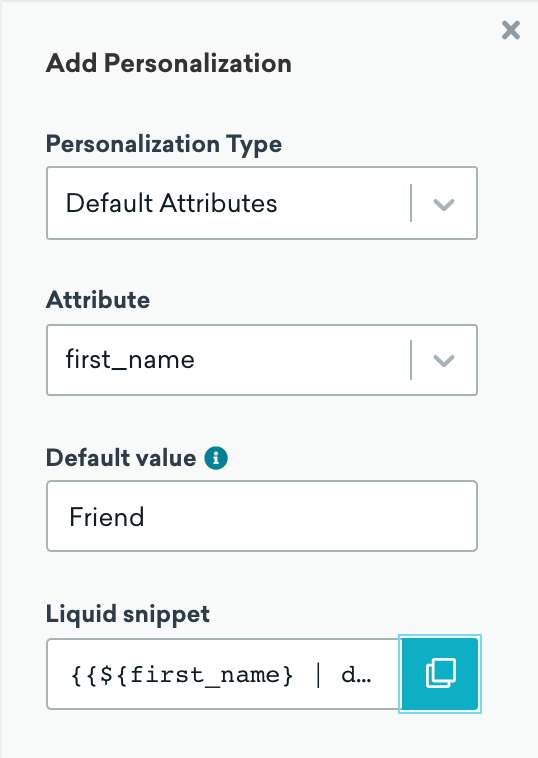 Add Personalization
Personalization Type
Default Attributes
Attribute
first_name
Default value
Friend
Liquid snippet
{{${first_name} | d...